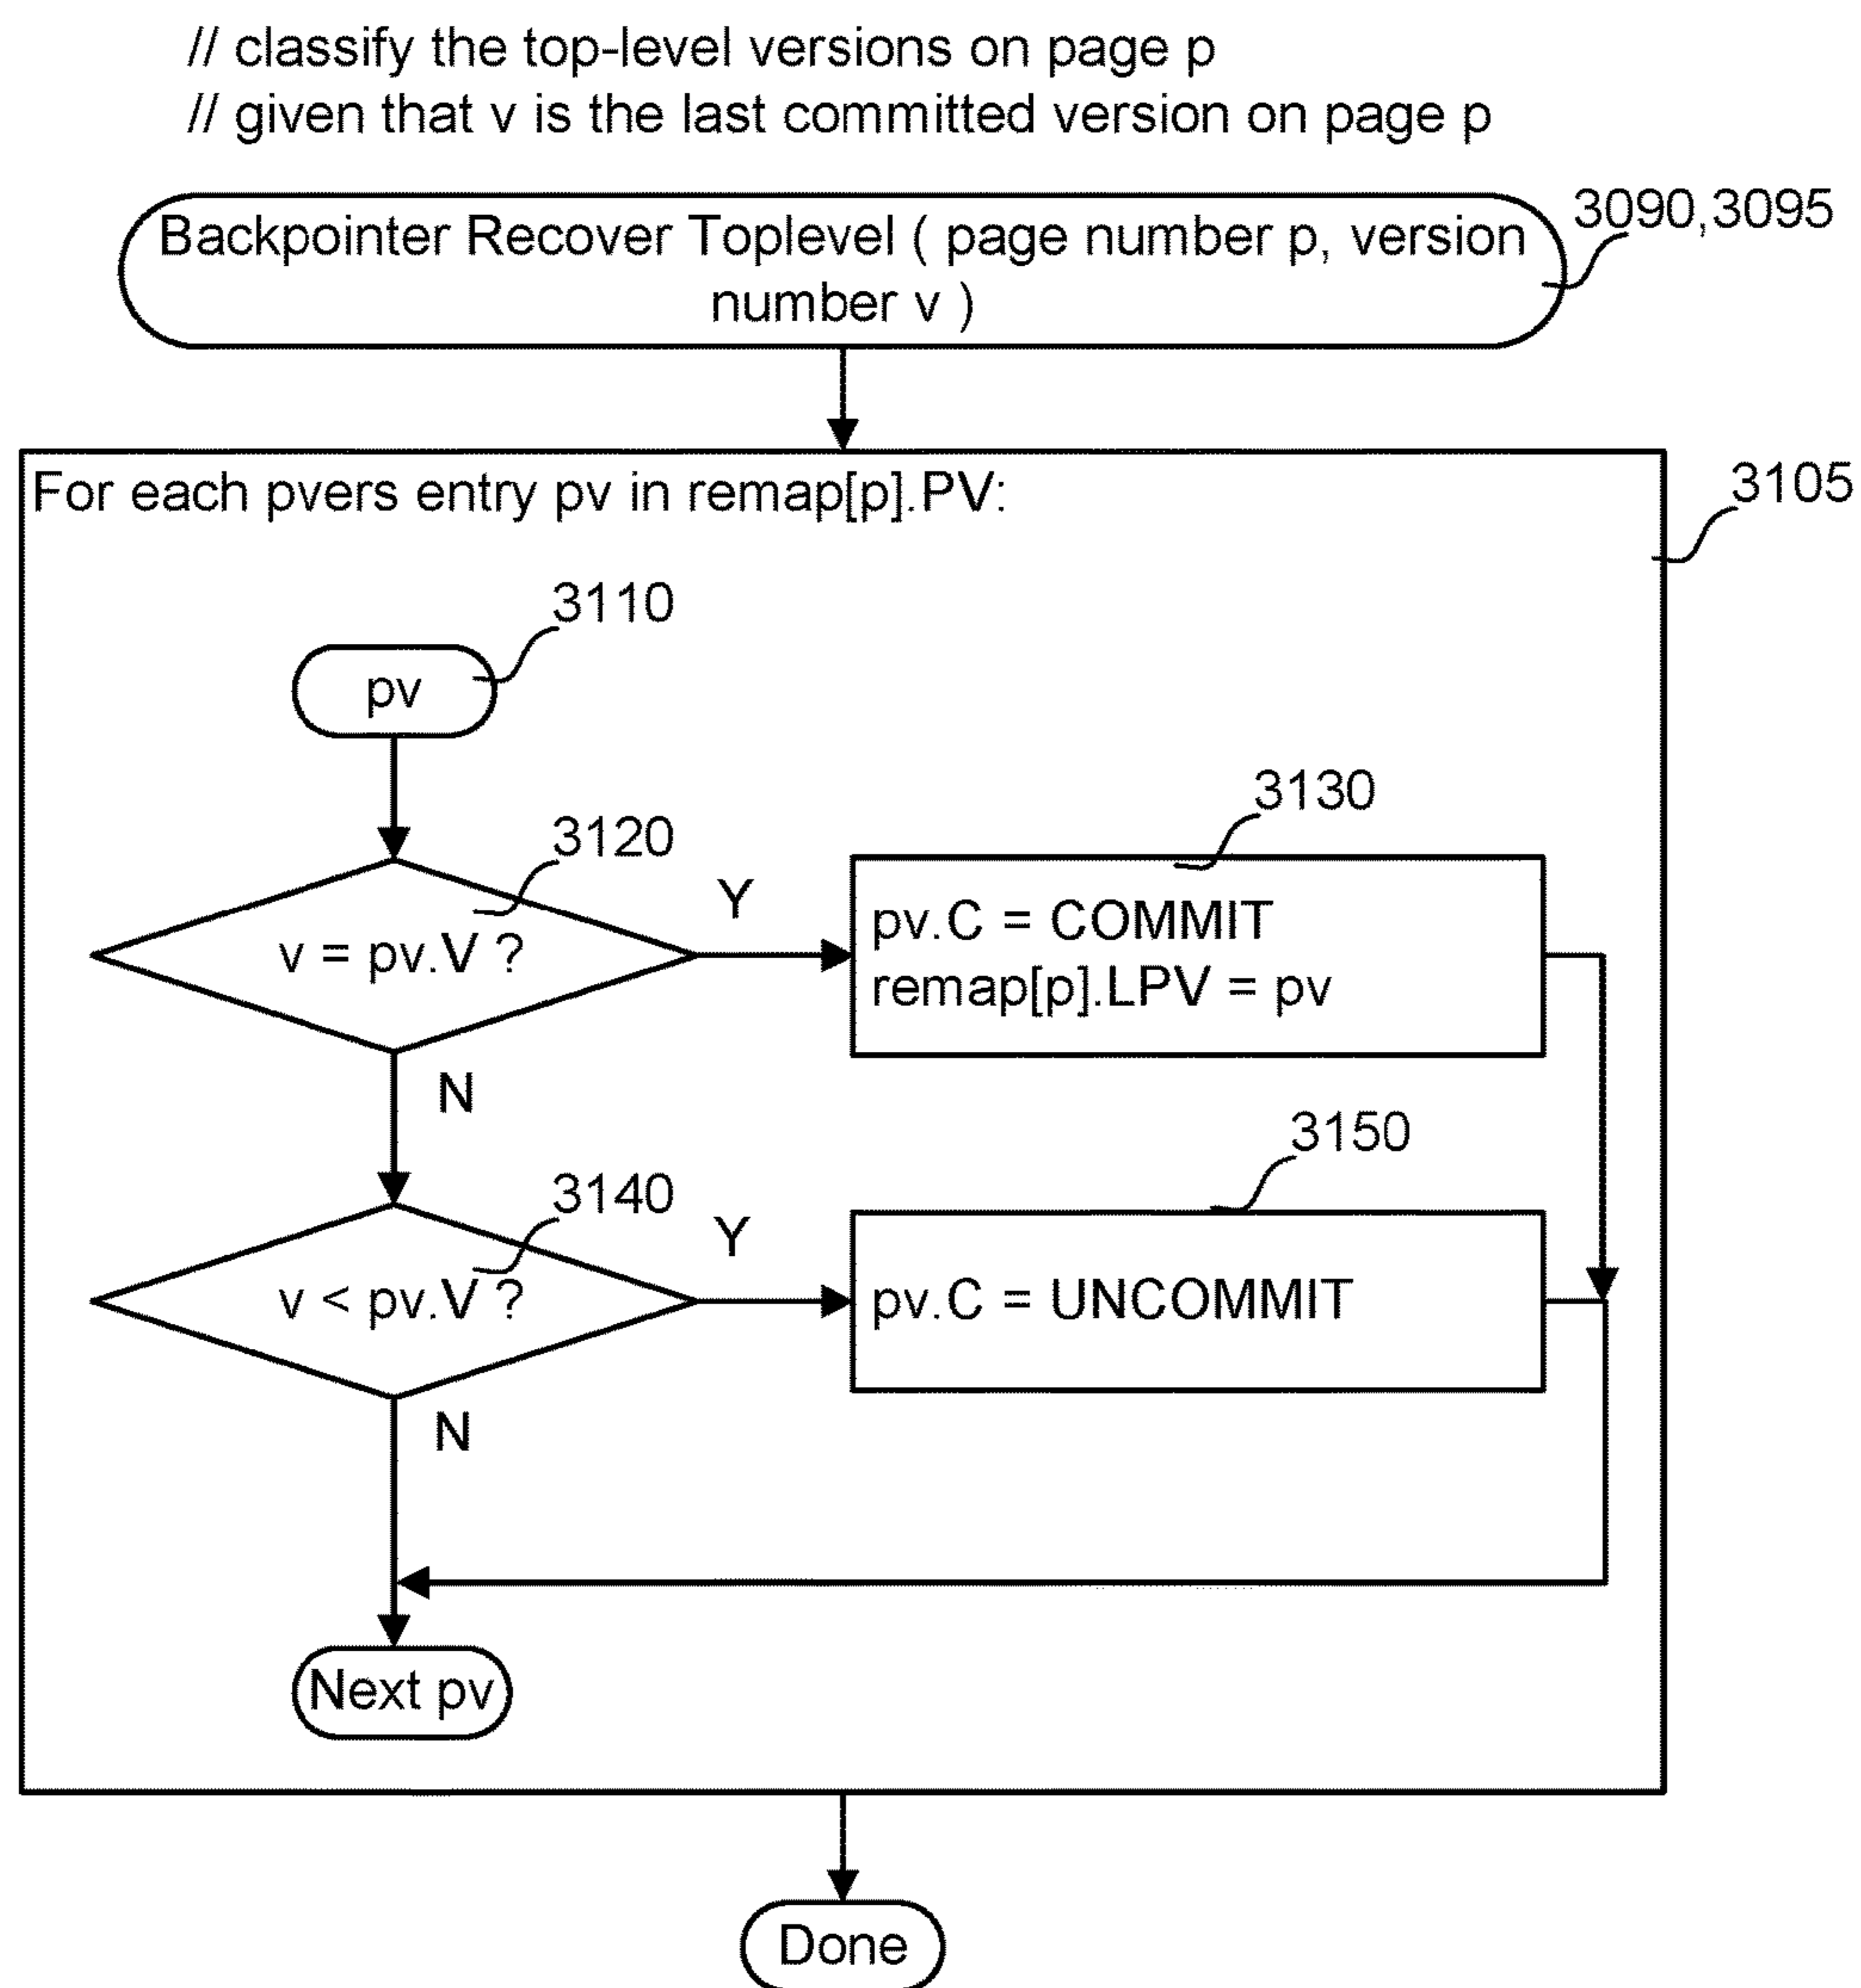 // classify the top-level versions on page p
// given that v is the last committed version on page p
Backpointer Recover Toplevel ( page number p, version
number v )
3090,3095
For each pvers entry pv in remap[p].PV:
3105
3110
pv
3120
v = pv.V ?
Y
3130
pv.C = COMMIT
remap[p].LPV = pv
N
3140
v < pv.V ?
Y
3150
pv.C = UNCOMMIT
N
Next pv
Done